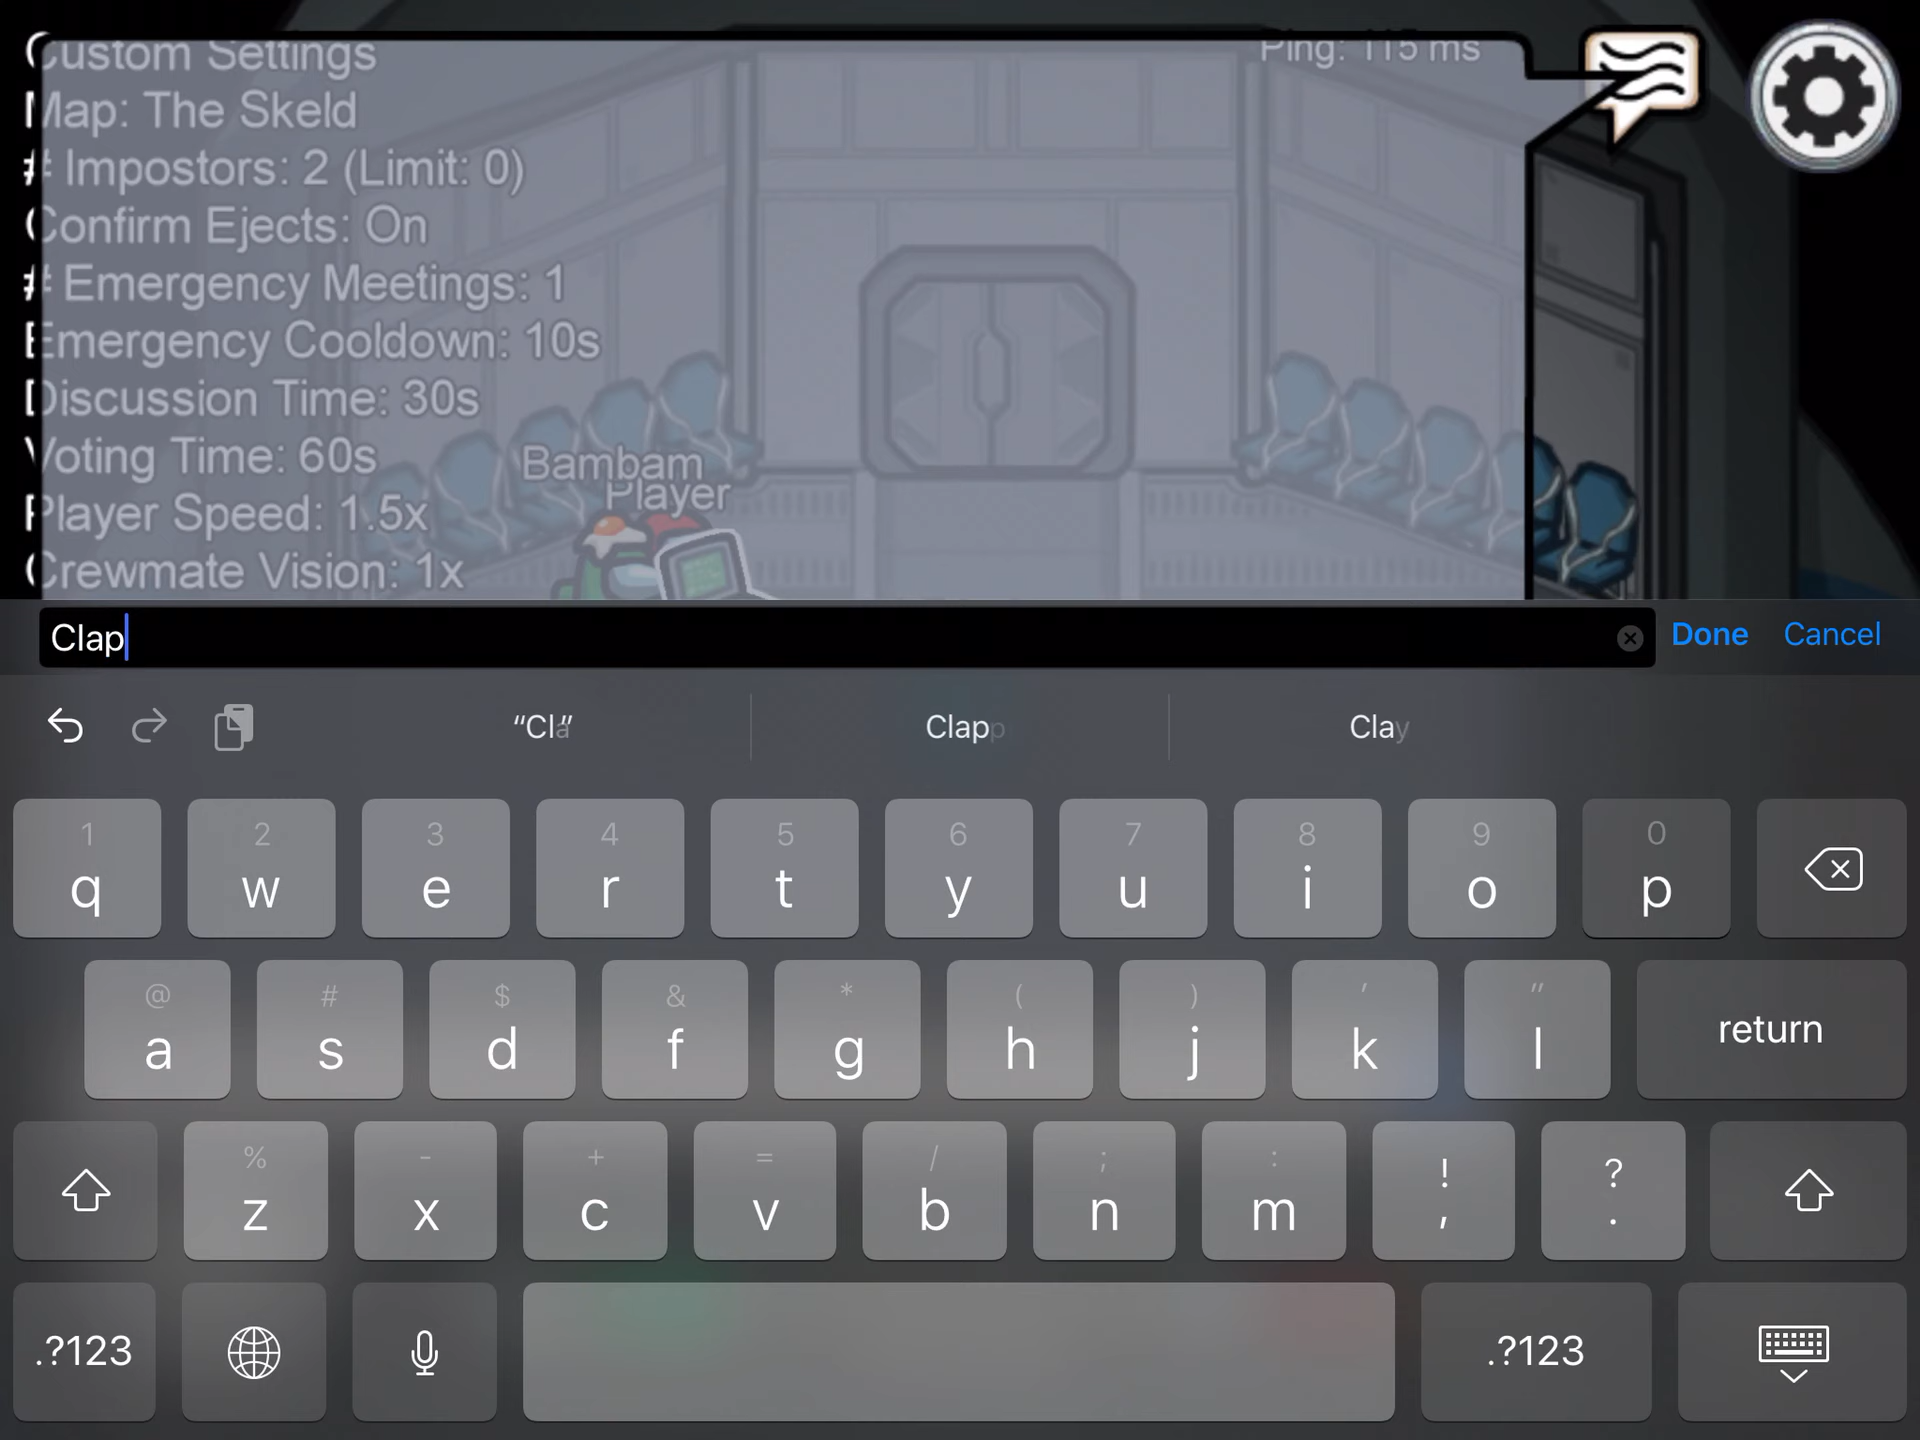 Custom Settings
Ping: 115 ms
Map: The Skeld
# Impostors: 2 (Limit: 0)
Confirm Ejects: On
# Emergency Meetings: 1
Emergency Cooldown: 10s
Discussion Time: 30s
Voting Time: 60s
Bambam
Player
Player Speed: 1.5x
Crewmate Vision: 1x
Clap
Done Cancel
“Cla” Clapp Clay
1 2 3 4 5 6 7 8 9 0
q w e r t y u i o p
@ # $ & * ( ) ' "
a s d f g h j k l return
% - + = / ; : ! ?
z x c v b n m , .
.?123 .?123